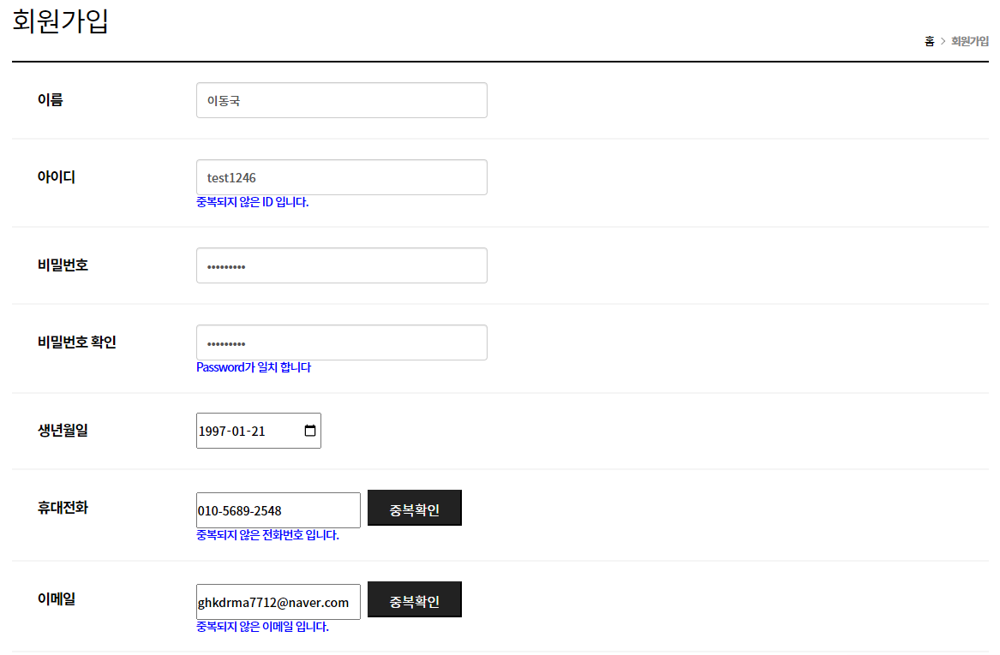 회원가입
홈 > 회원가입
이름 이동국
아이디 test1246
중복되지 않은 ID 입니다.
비밀번호 •••••••••
비밀번호 확인 •••••••••
Password가 일치 합니다
생년월일 1997-01-21
휴대전화 010-5689-2548 중복확인
중복되지 않은 전화번호 입니다.
이메일 ghkdrma7712@naver.com 중복확인
중복되지 않은 이메일 입니다.